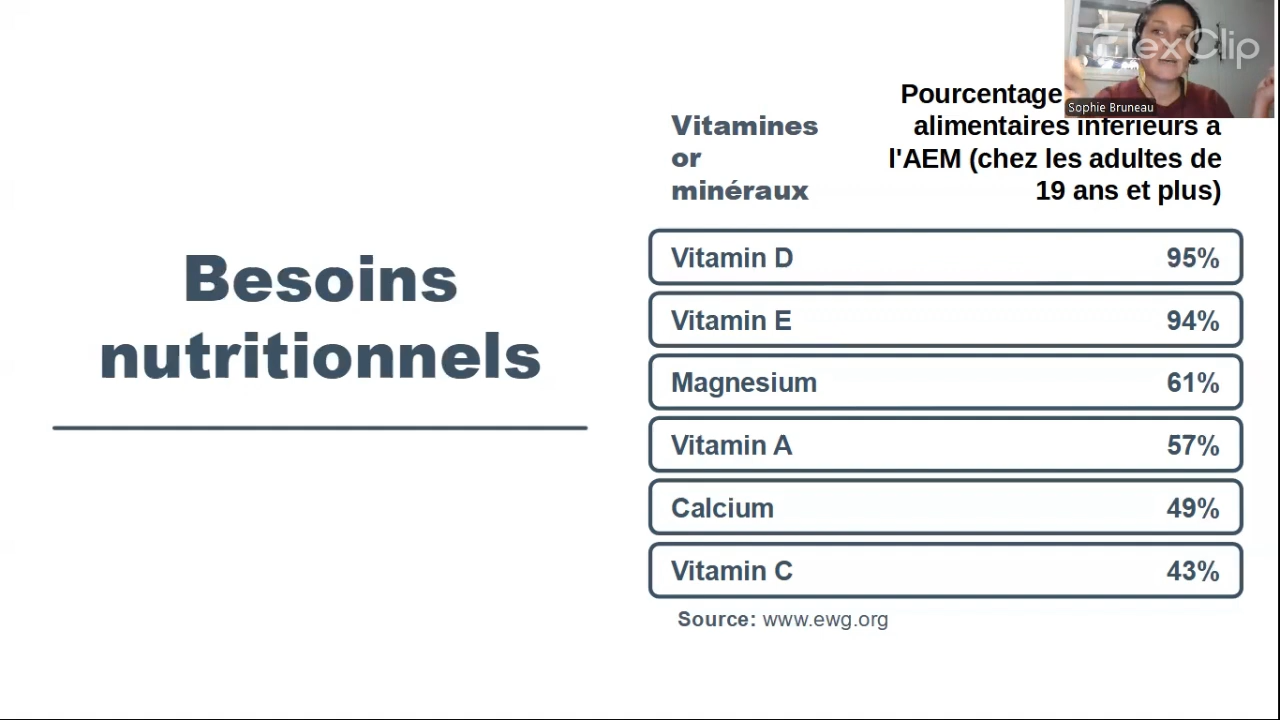 FlexClip
Sophie Bruneau
Pourcentage
alimentaires inférieurs à
l'AEM (chez les adultes de
19 ans et plus)
Vitamines
or
minéraux
Besoins
nutritionnels
Vitamin D 95%
Vitamin E 94%
Magnesium 61%
Vitamin A 57%
Calcium 49%
Vitamin C 43%
Source: www.ewg.org